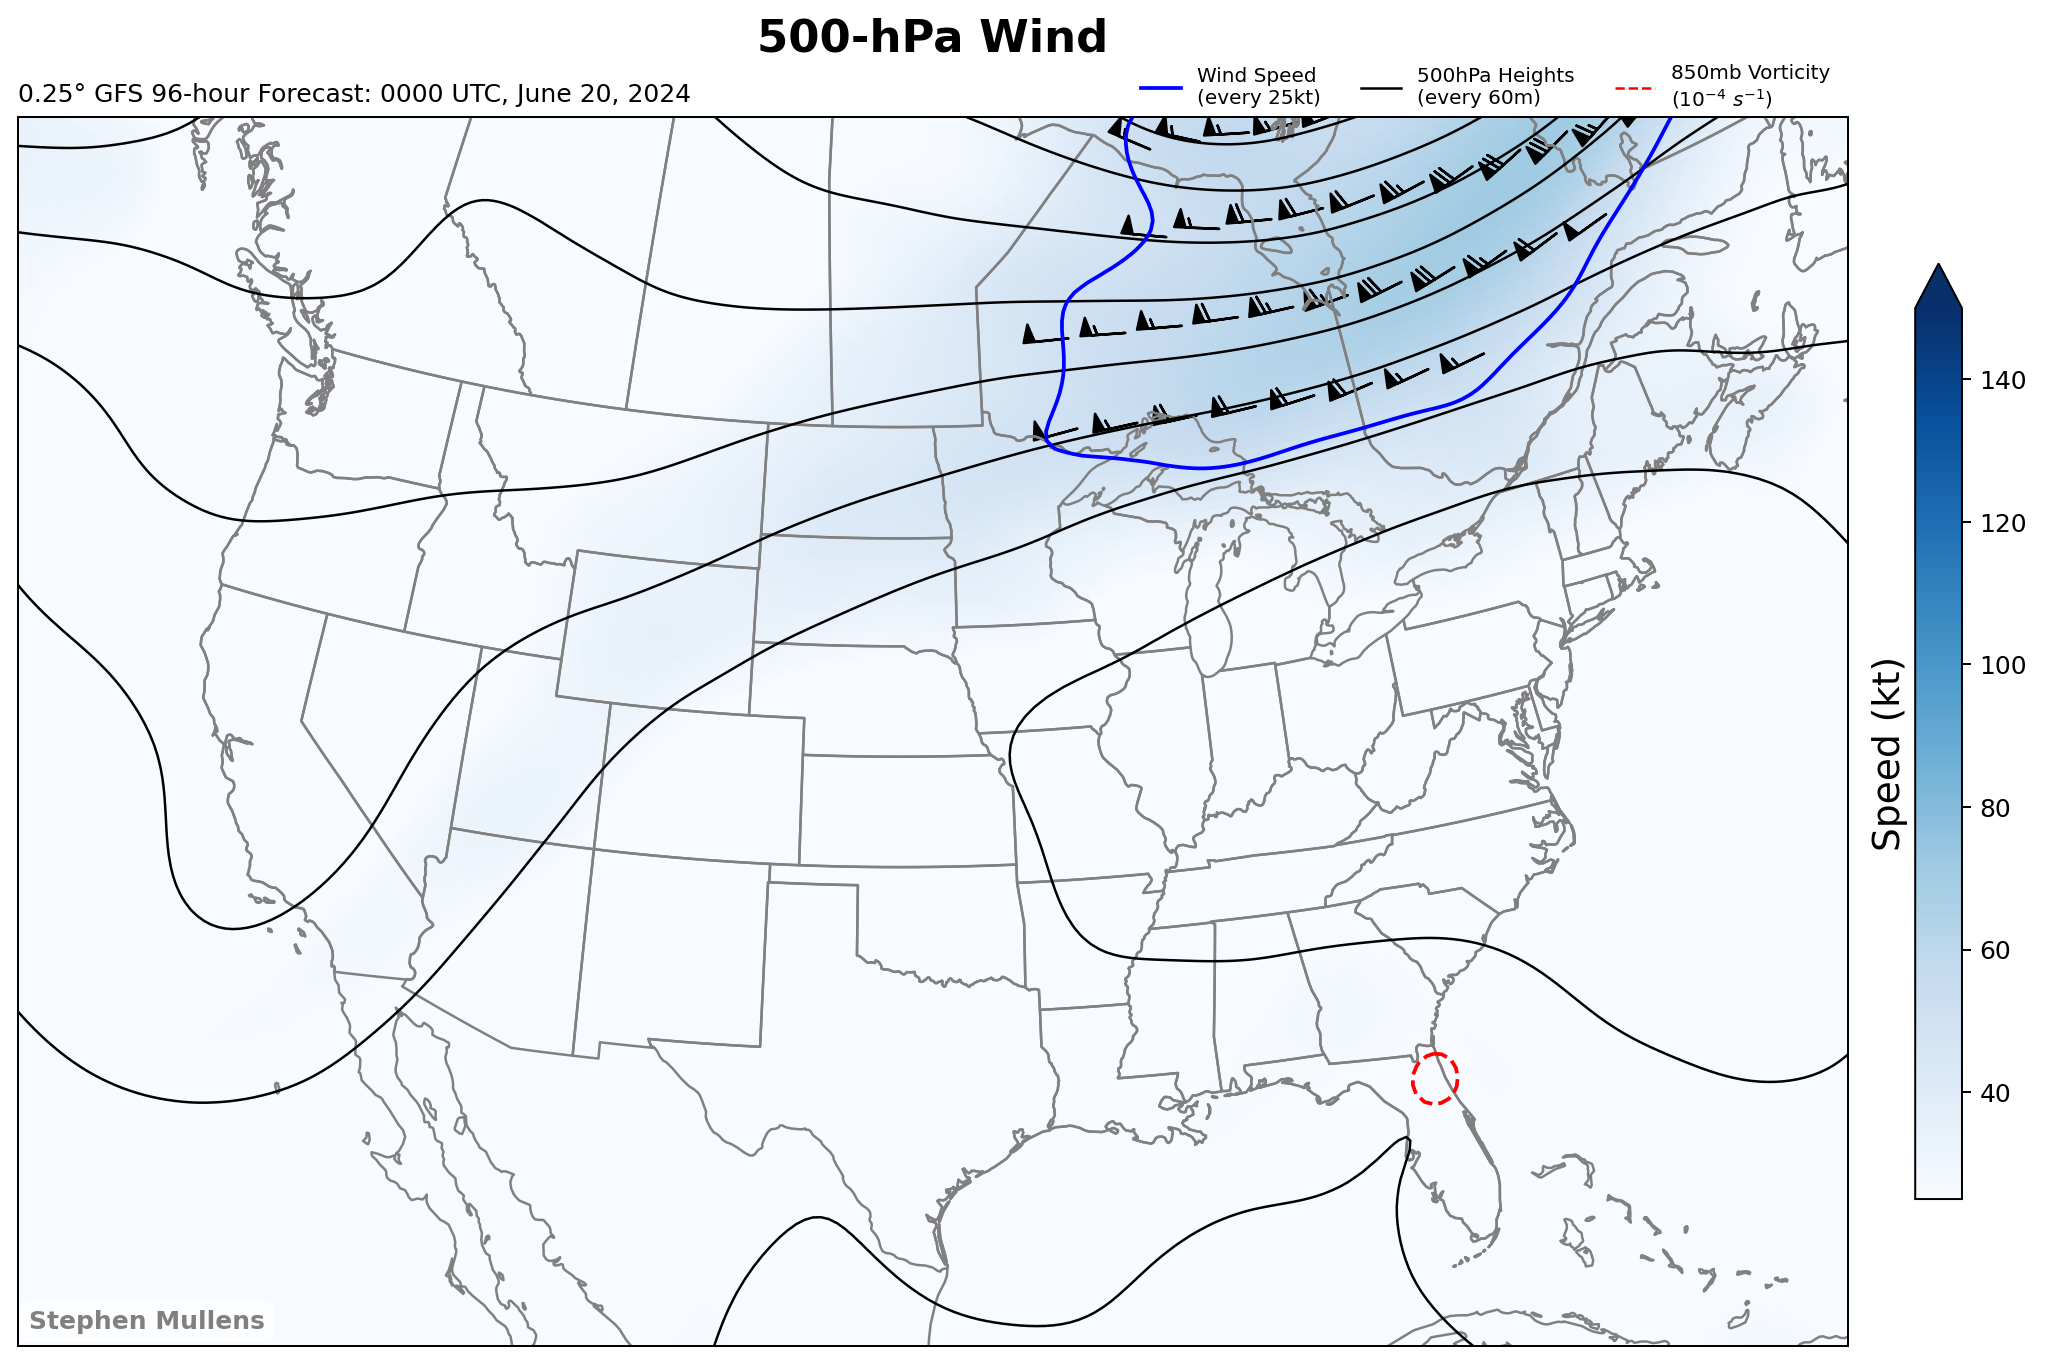 500-hPa Wind
0.25° GFS 96-hour Forecast: 0000 UTC, June 20, 2024
Wind Speed
(every 25kt)
500hPa Heights
(every 60m)
850mb Vorticity
(10⁻⁴ s⁻¹)
140
120
100
80
60
40
Speed (kt)
Stephen Mullens